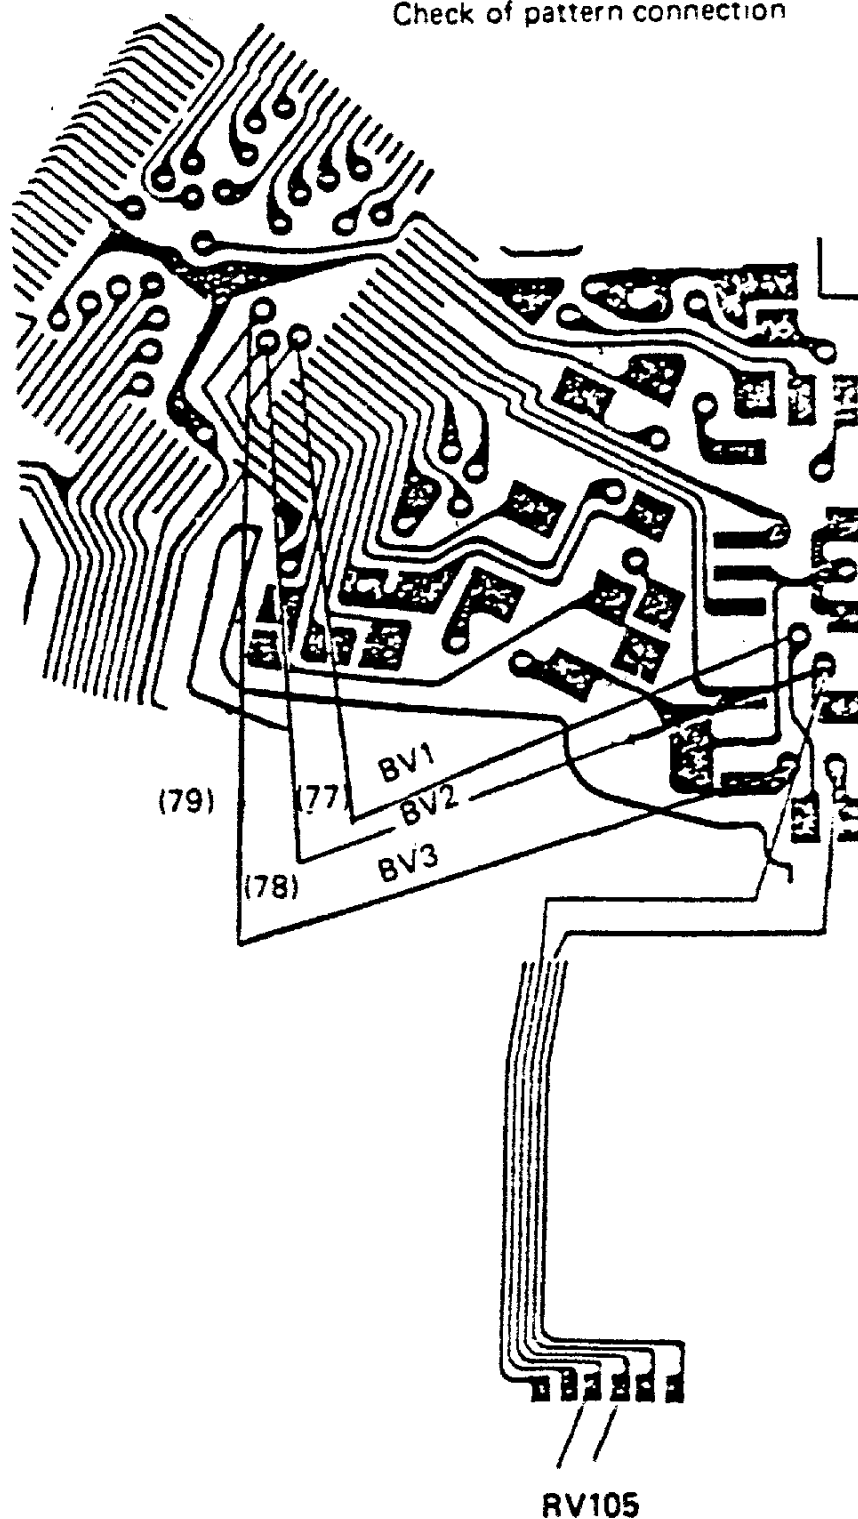 Check of pattern connection
BV1
(79)
(77)
BV2
BV3
(78)
RV105